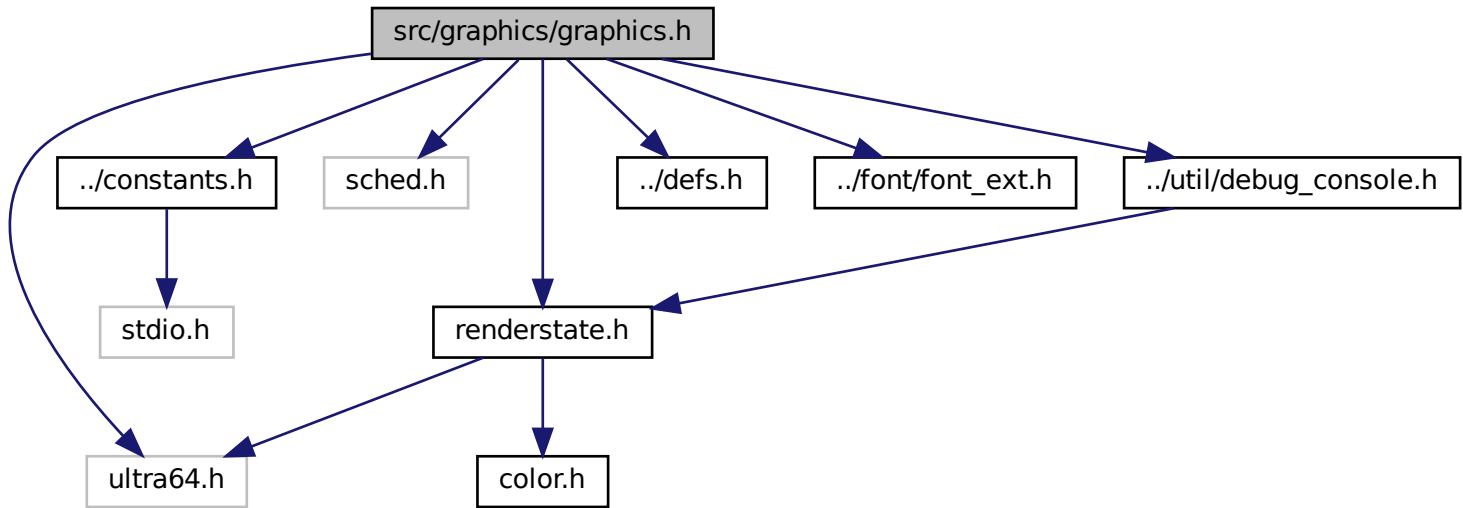 src/graphics/graphics.h
../constants.h
sched.h
../defs.h
../font/font_ext.h
../util/debug_console.h
stdio.h
renderstate.h
ultra64.h
color.h